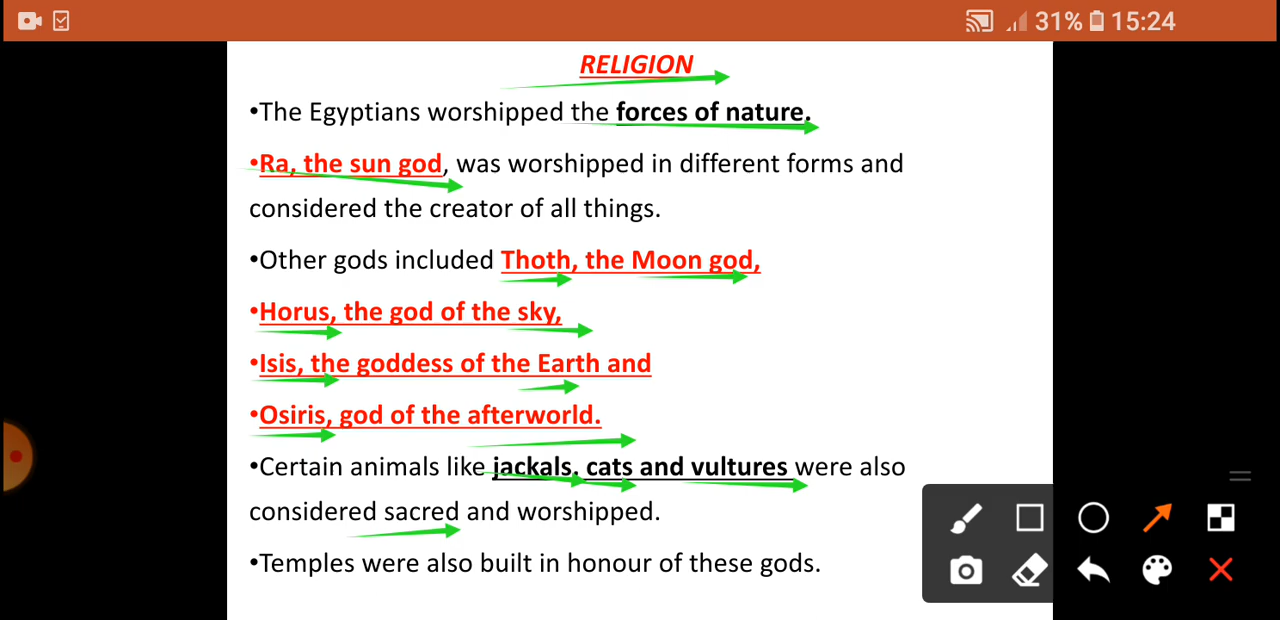 31% 15:24
RELIGION
•The Egyptians worshipped the forces of nature.
•Ra, the sun god, was worshipped in different forms and
considered the creator of all things.
•Other gods included Thoth, the Moon god,
•Horus, the god of the sky,
•Isis, the goddess of the Earth and
•Osiris, god of the afterworld.
•Certain animals like jackals, cats and vultures were also
considered sacred and worshipped.
•Temples were also built in honour of these gods.